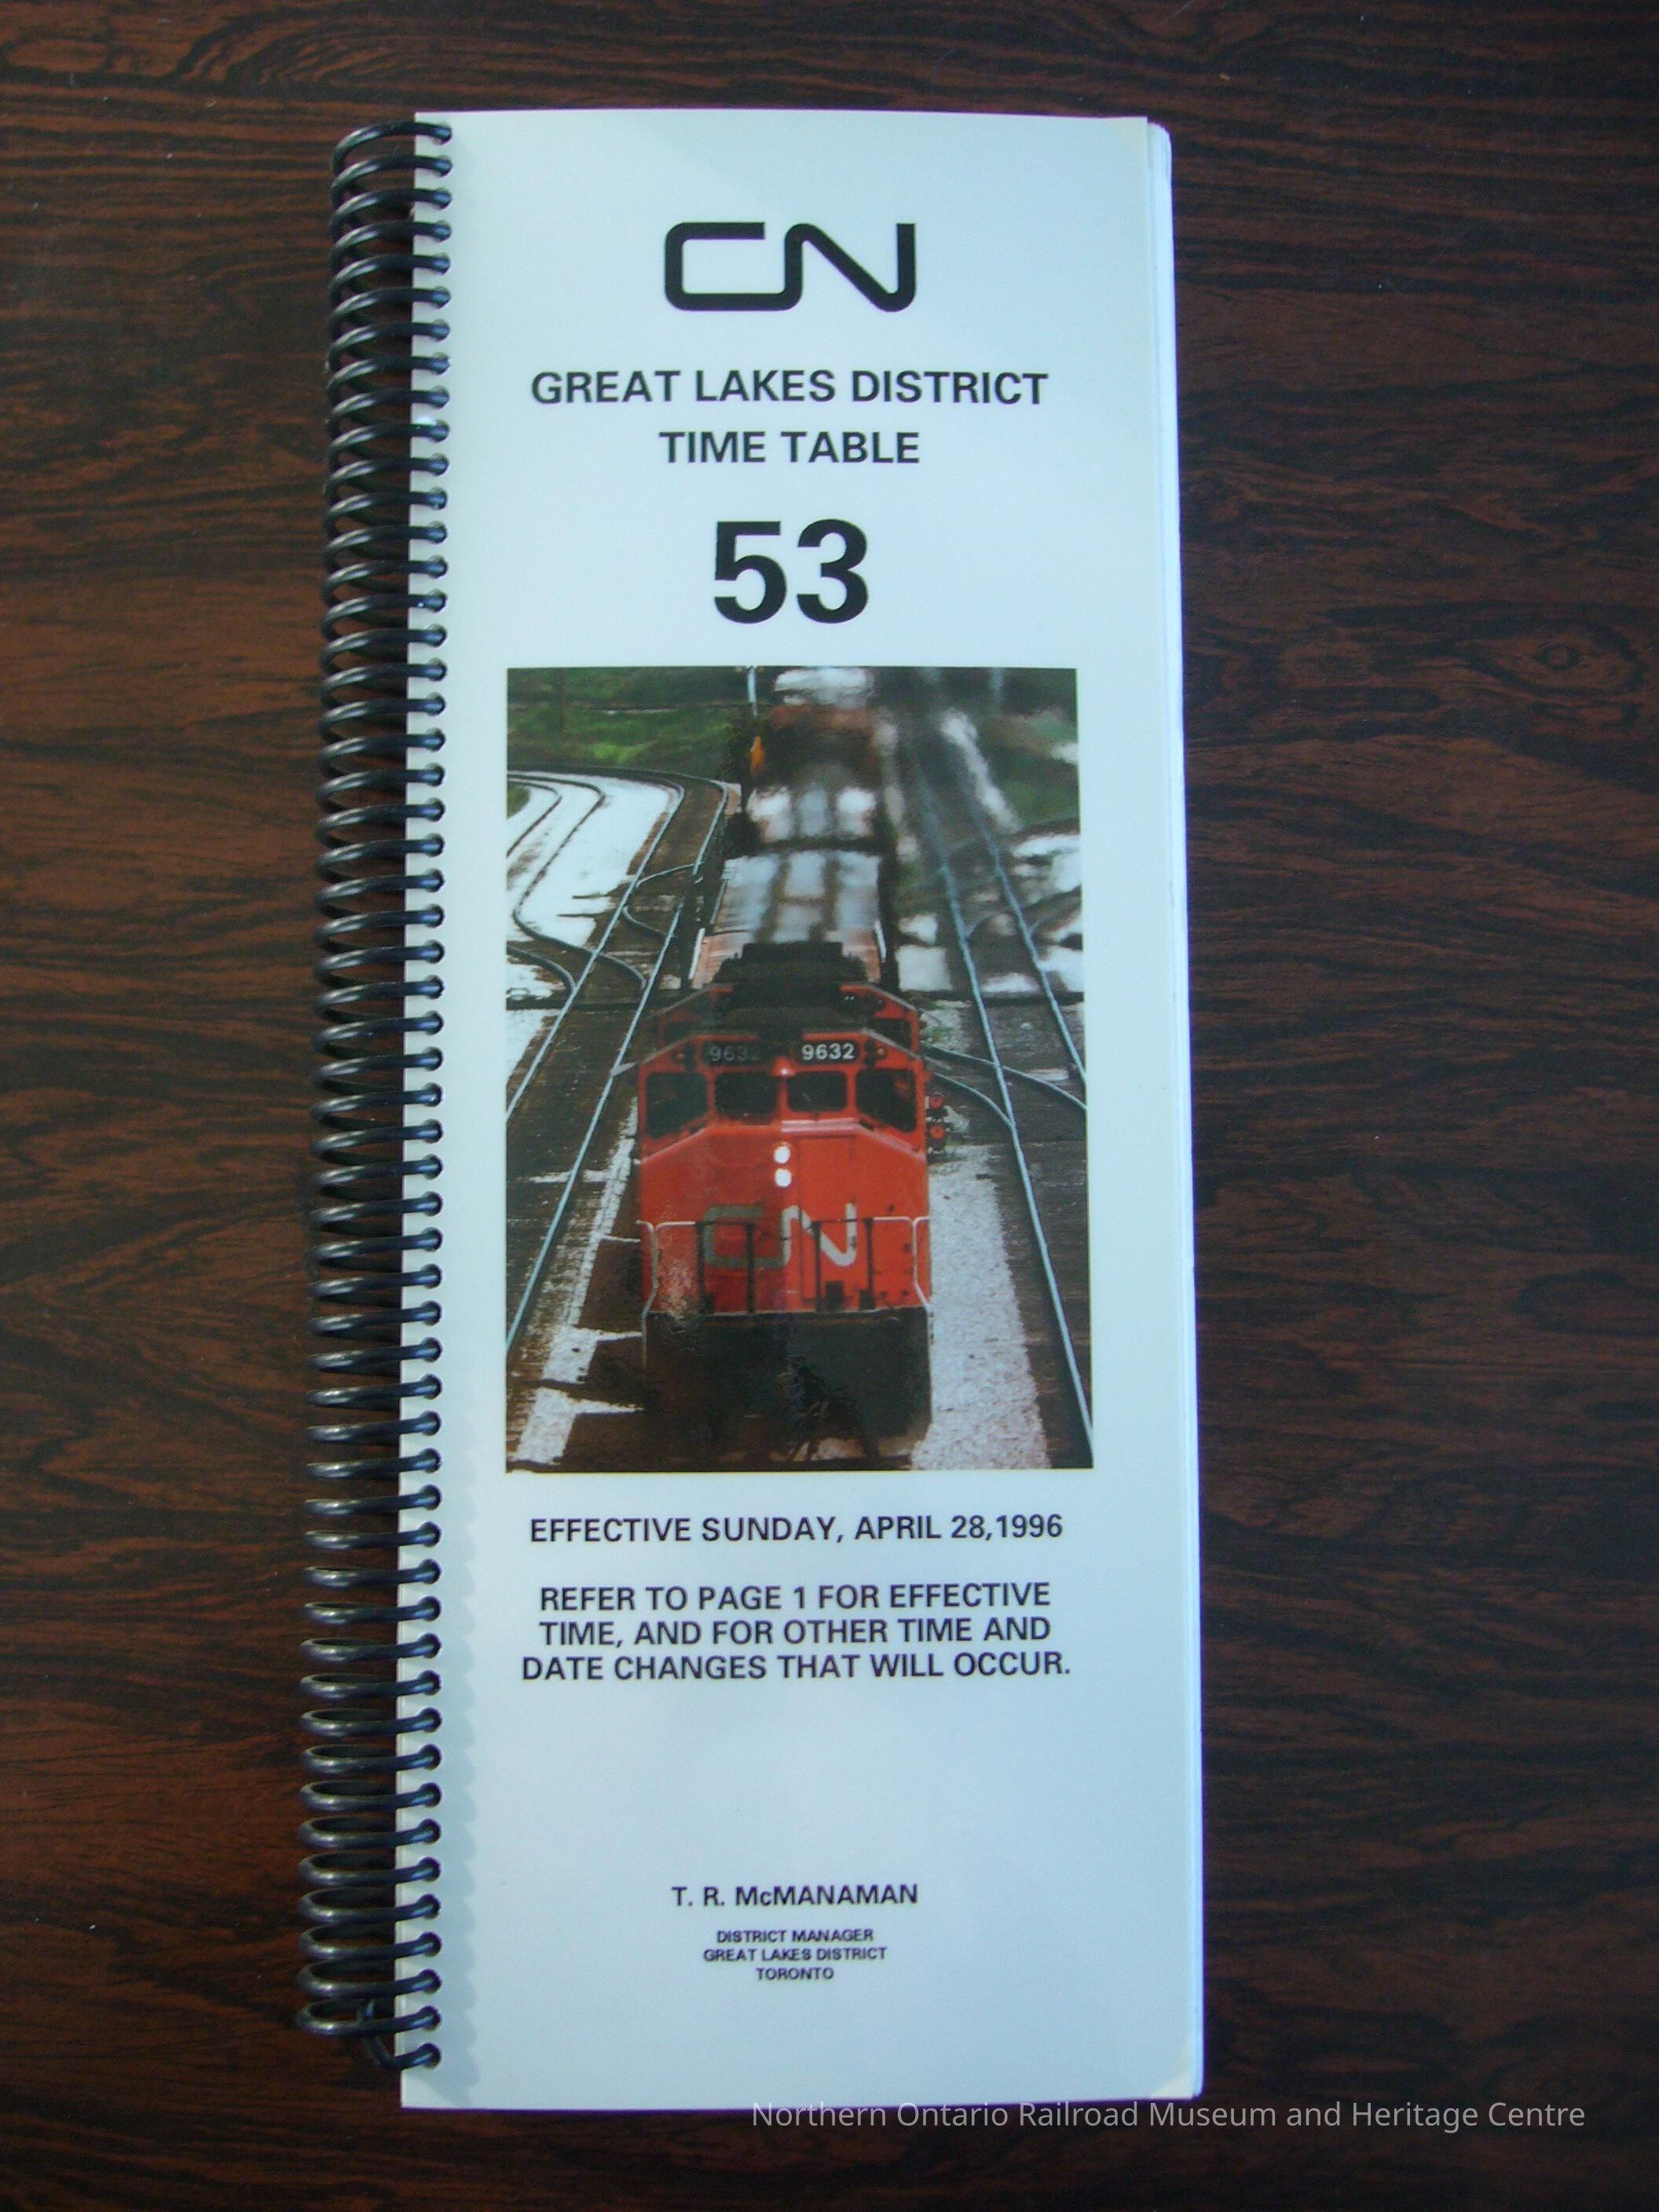 CN
GREAT LAKES DISTRICT
TIME TABLE
53
9632 9632
CN
EFFECTIVE SUNDAY, APRIL 28,1996
REFER TO PAGE 1 FOR EFFECTIVE
TIME, AND FOR OTHER TIME AND
DATE CHANGES THAT WILL OCCUR.
T. R. McMANAMAN
DISTRICT MANAGER
GREAT LAKES DISTRICT
TORONTO
Northern Ontario Railroad Museum and Heritage Centre